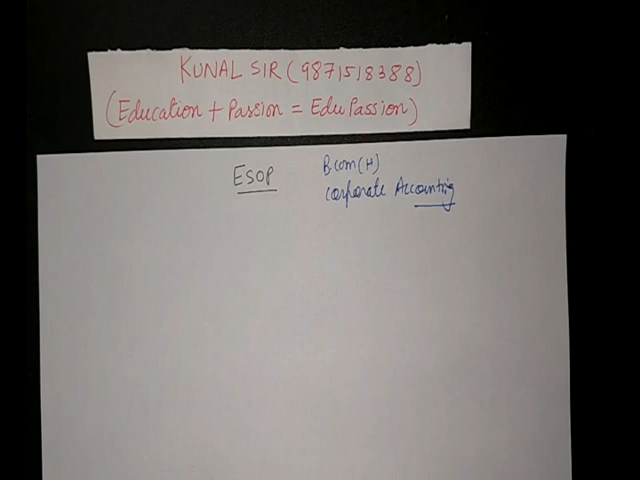 KUNAL SIR (9871518388)
(Education + Passion = EduPassion)
ESOP
B.com (H)
Corporate Accounting